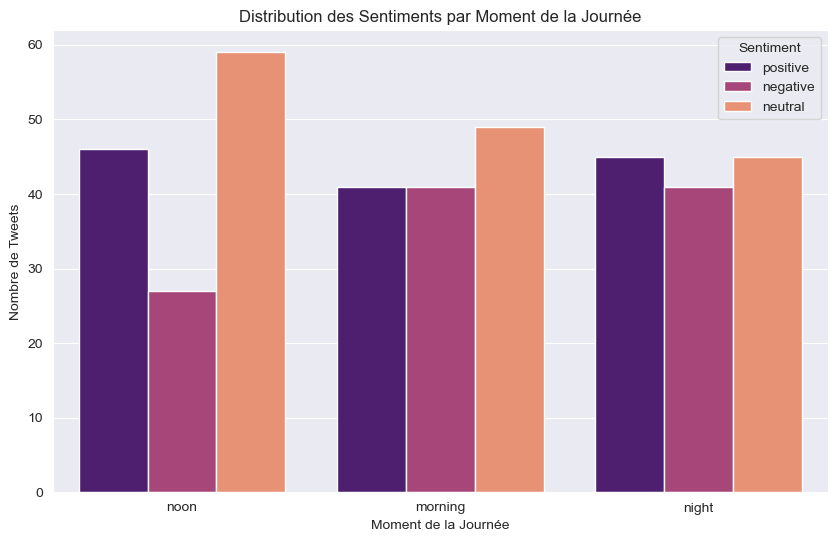 Distribution des Sentiments par Moment de la Journée
Sentiment
positive
negative
neutral
Nombre de Tweets
60
50
40
30
20
10
0
noon
morning
night
Moment de la Journée